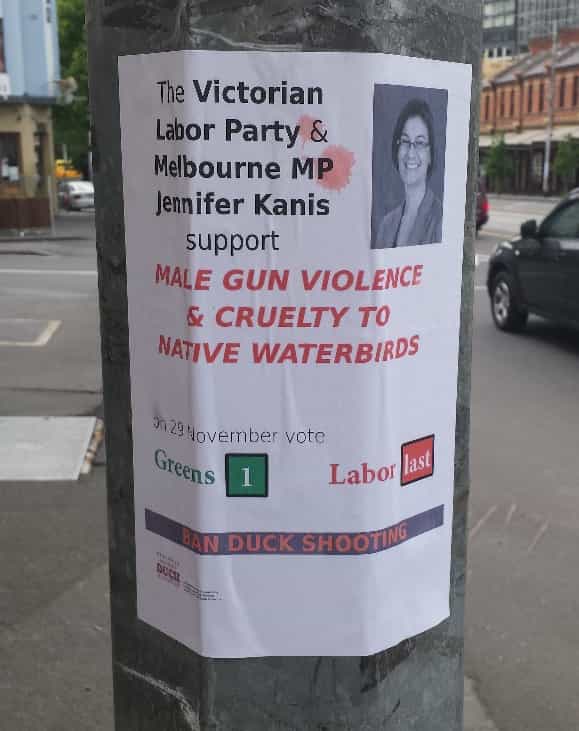 The Victorian
Labor Party &
Melbourne MP
Jennifer Kanis
support
MALE GUN VIOLENCE
& CRUELTY TO
NATIVE WATERBIRDS
on 29 November vote
Greens 1 Labor last
BAN DUCK SHOOTING
DUCK